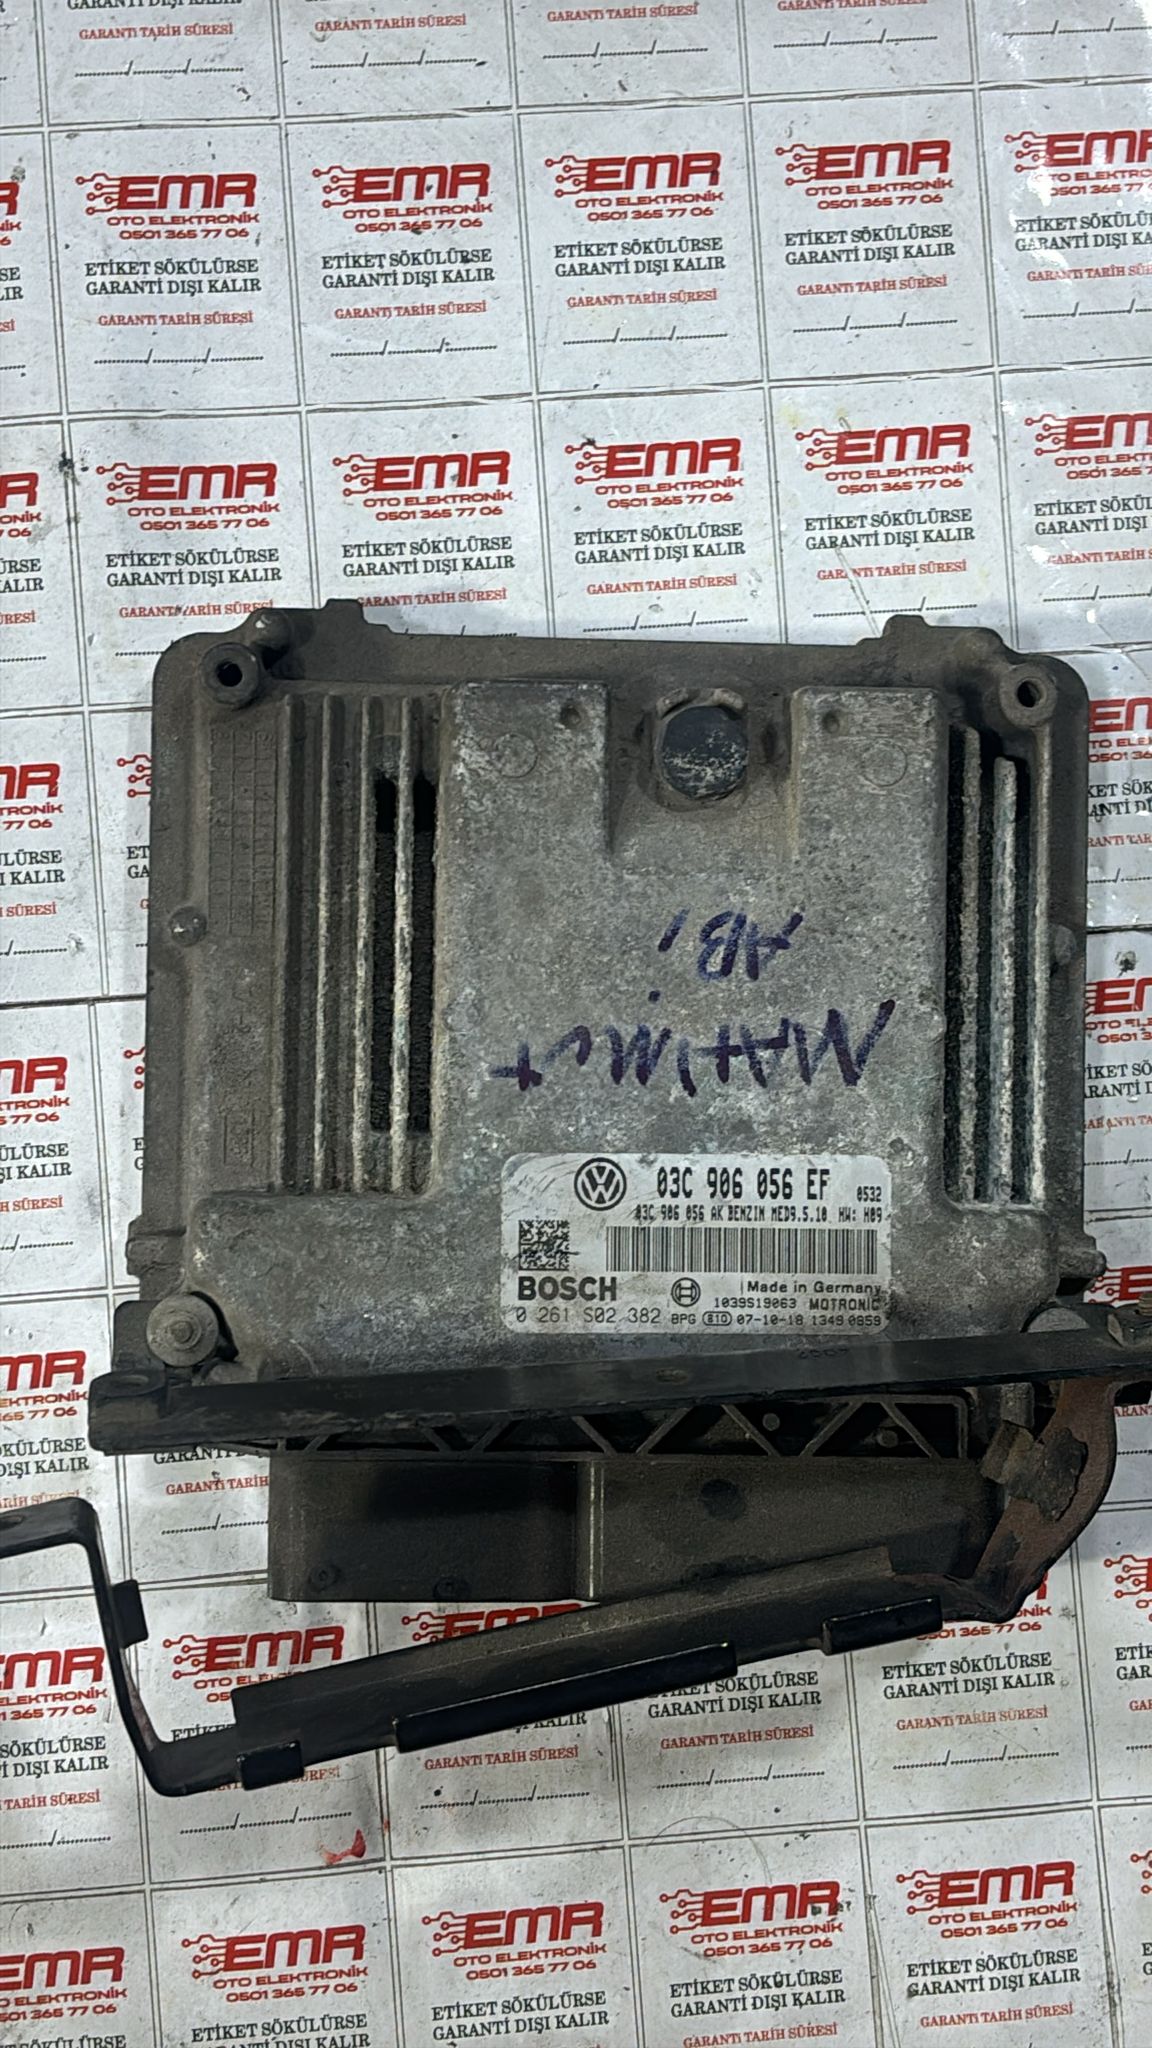 EMR
OTO ELEKTRONİK
0501 365 77 06
ETİKET SÖKÜLÜRSE
GARANTİ DIŞI KALIR
GARANTİ TARİH SÜRESİ
MAHMUT
ABİ
03C 906 056 EF 0532
03C 906 056 AK BENZIN MED9.5.10 HW: H09
BOSCH
Made in Germany
1039S19063 MOTRONIC
0 261 S02 382 BPG 810 07-10-18 1349 0859